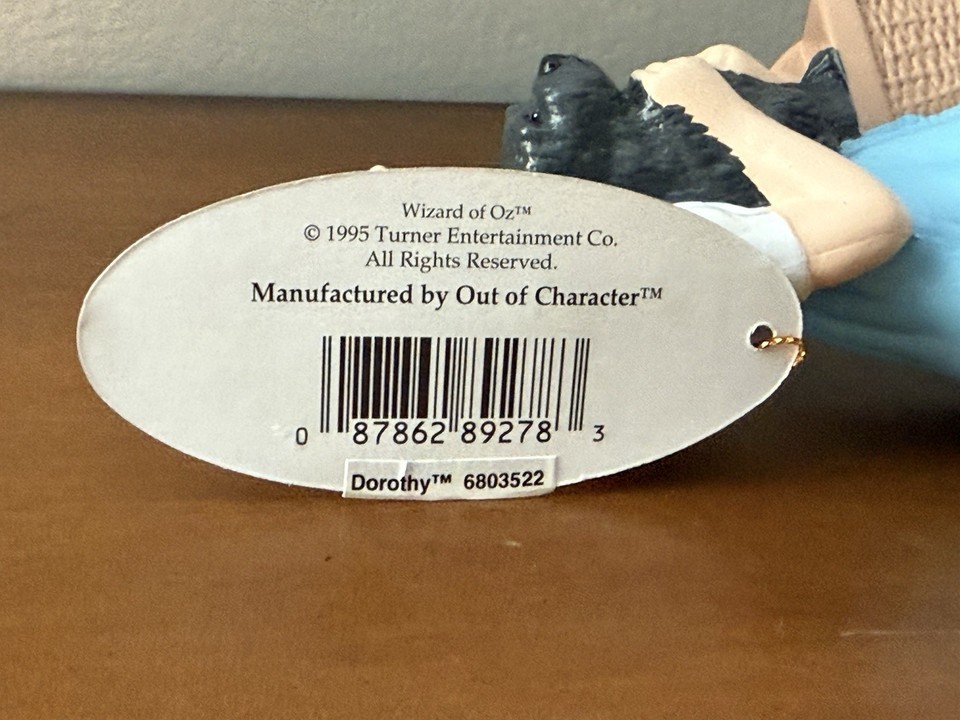 Wizard of Oz™
© 1995 Turner Entertainment Co.
All Rights Reserved.
Manufactured by Out of Character™
0 87862 89278 3
Dorothy™ 6803522